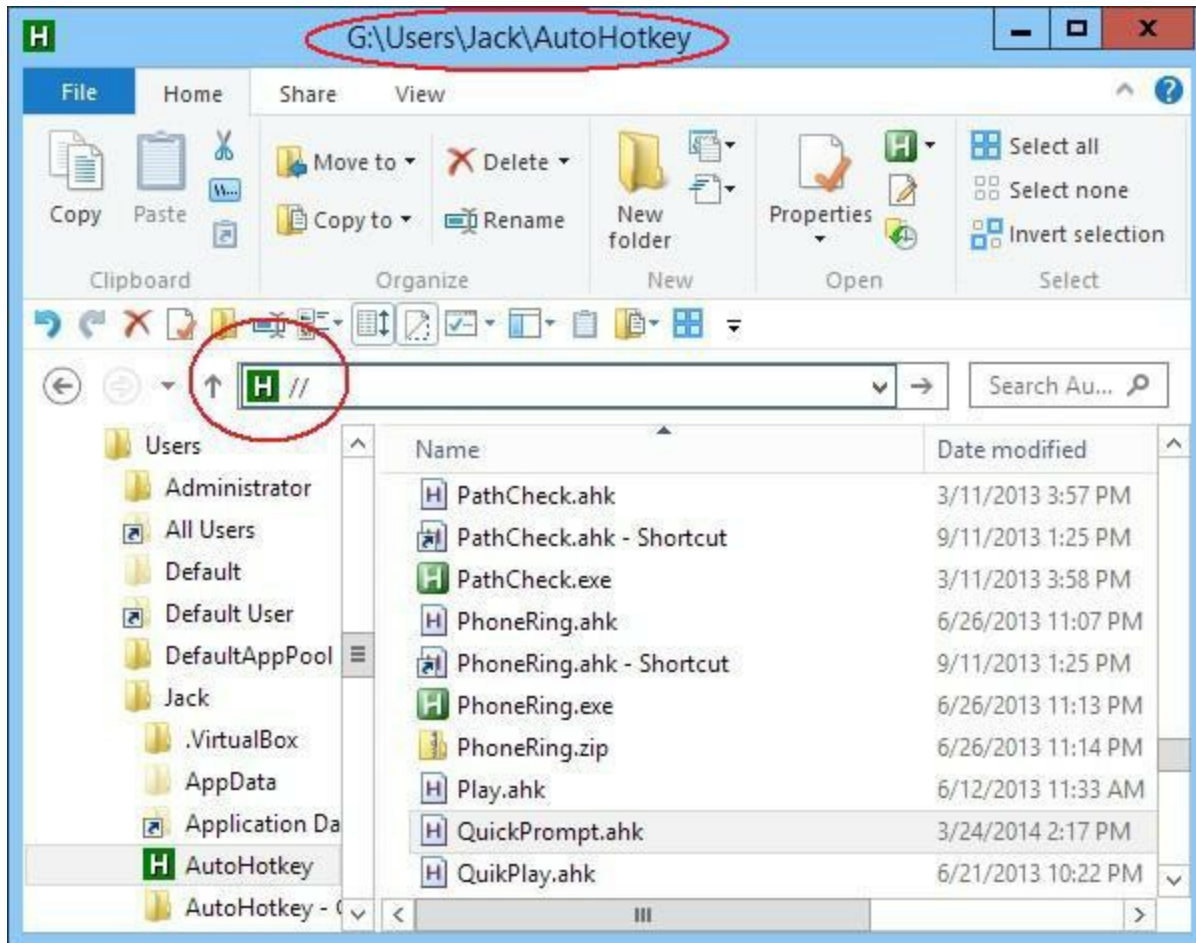 G:\Users\Jack\AutoHotkey
File Home Share View
Copy
Paste
Move to
Copy to
Delete
Rename
New folder
Properties
Select all
Select none
Invert selection
Clipboard Organize New Open Select
// Search Au...
Users
Administrator
All Users
Default
Default User
DefaultAppPool
Jack
.VirtualBox
AppData
Application Da
AutoHotkey
AutoHotkey -
Name Date modified
PathCheck.ahk 3/11/2013 3:57 PM
PathCheck.ahk - Shortcut 9/11/2013 1:25 PM
PathCheck.exe 3/11/2013 3:58 PM
PhoneRing.ahk 6/26/2013 11:07 PM
PhoneRing.ahk - Shortcut 9/11/2013 1:25 PM
PhoneRing.exe 6/26/2013 11:13 PM
PhoneRing.zip 6/26/2013 11:14 PM
Play.ahk 6/12/2013 11:33 AM
QuickPrompt.ahk 3/24/2014 2:17 PM
QuikPlay.ahk 6/21/2013 10:22 PM